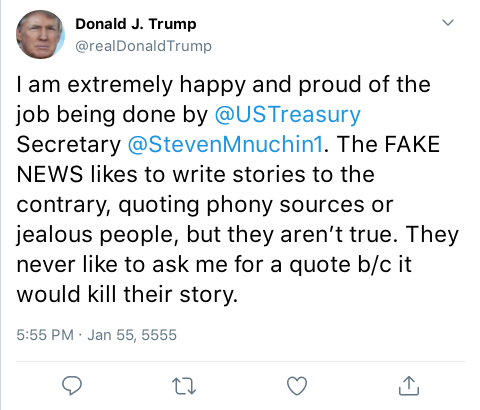 Donald J. Trump
@realDonaldTrump
I am extremely happy and proud of the
job being done by @USTreasury
Secretary @StevenMnuchin1. The FAKE
NEWS likes to write stories to the
contrary, quoting phony sources or
jealous people, but they aren’t true. They
never like to ask me for a quote b/c it
would kill their story.
5:55 PM · Jan 55, 5555